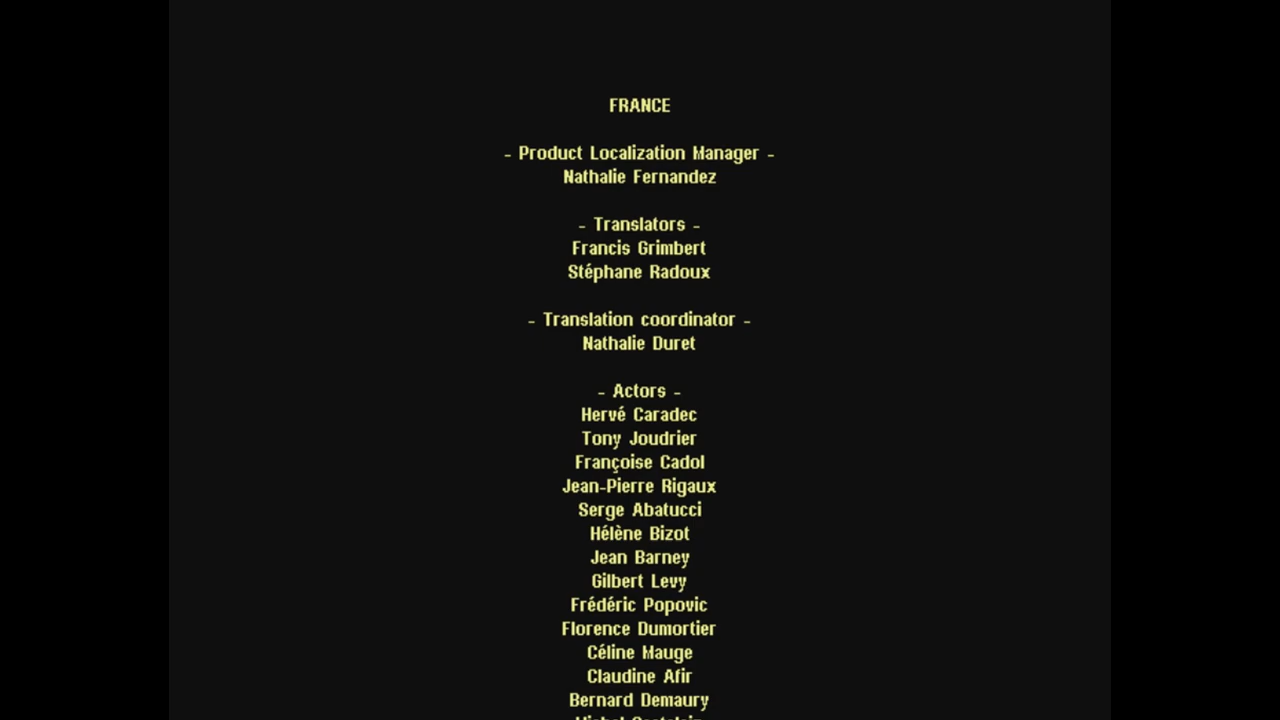 FRANCE
- Product Localization Manager -
Nathalie Fernandez
- Translators -
Francis Grimbert
Stéphane Radoux
- Translation coordinator -
Nathalie Duret
- Actors -
Hervé Caradec
Tony Joudrier
Françoise Cadol
Jean-Pierre Rigaux
Serge Abatucci
Hélène Bizot
Jean Barney
Gilbert Levy
Frédéric Popovic
Florence Dumortier
Céline Mauge
Claudine Afir
Bernard Demaury